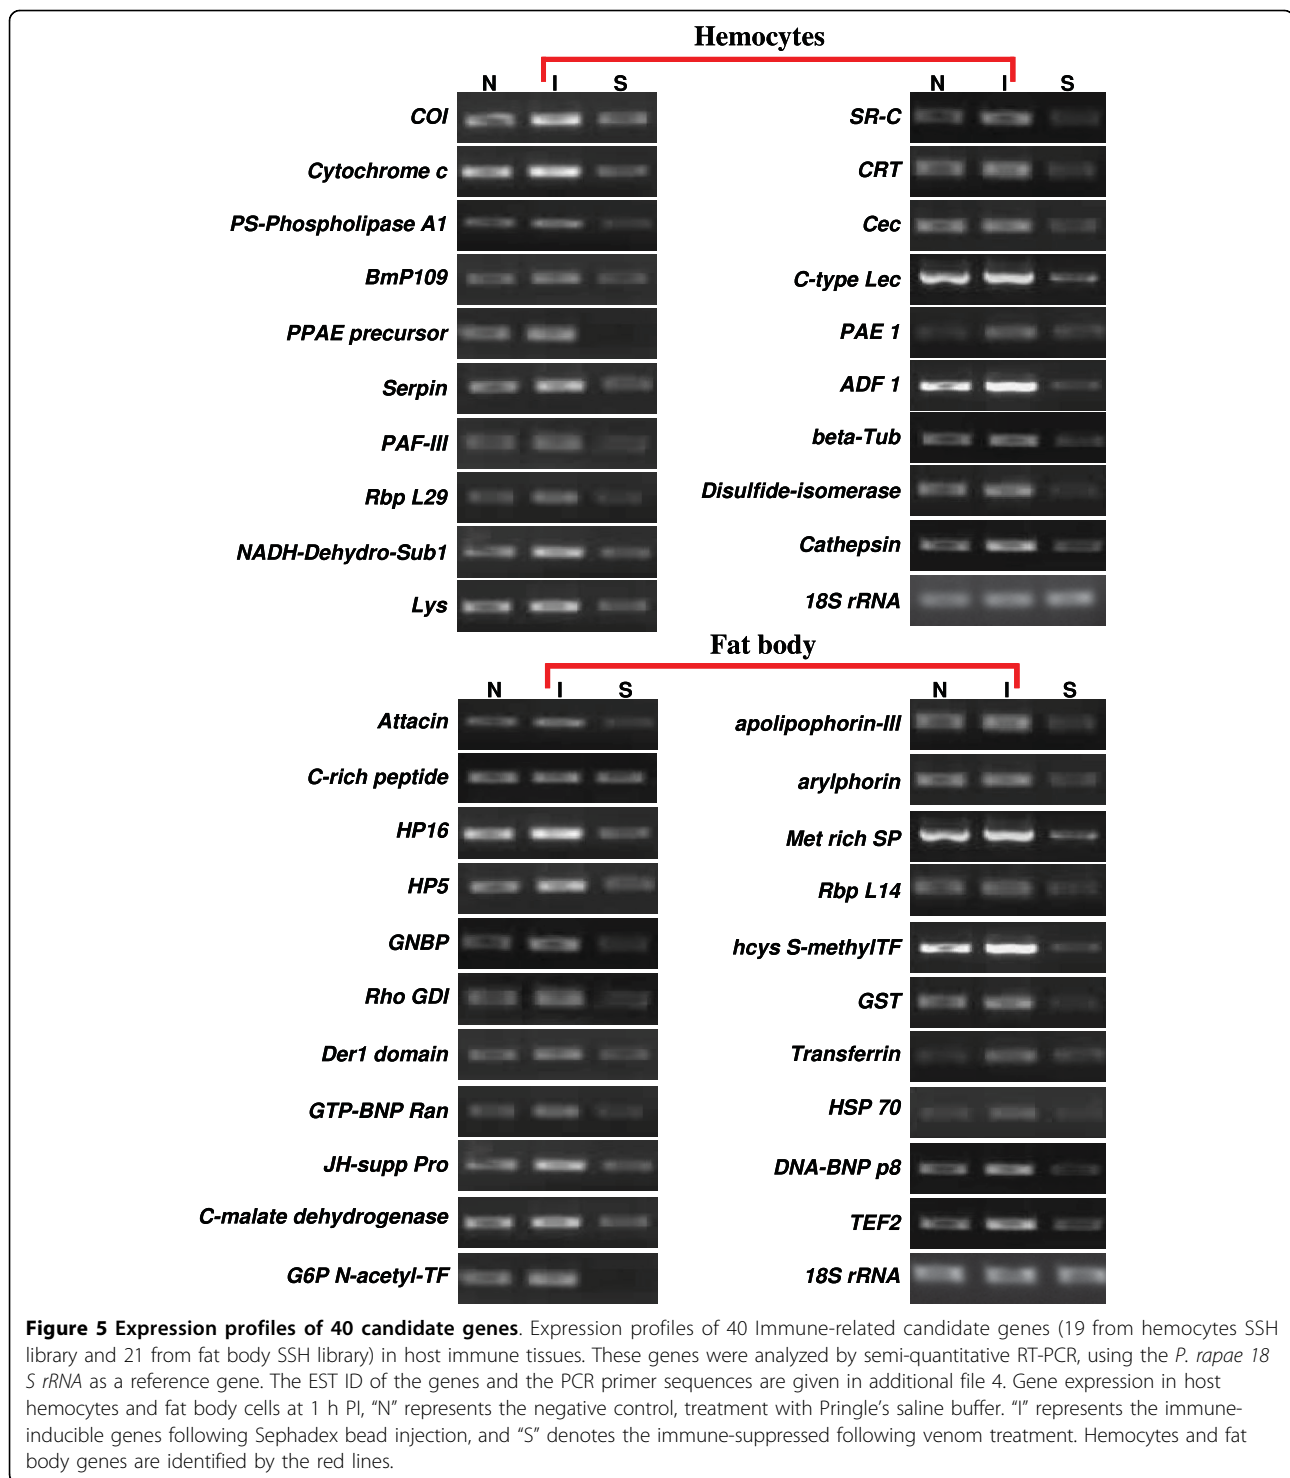 Hemocytes
N I S
COI
Cytochrome c
PS-Phospholipase A1
BmP109
PPAE precursor
Serpin
PAF-III
Rbp L29
NADH-Dehydro-Sub1
Lys
N I S
SR-C
CRT
Cec
C-type Lec
PAE 1
ADF 1
beta-Tub
Disulfide-isomerase
Cathepsin
18S rRNA
Fat body
N I S
Attacin
C-rich peptide
HP16
HP5
GNBP
Rho GDI
Der1 domain
GTP-BNP Ran
JH-supp Pro
C-malate dehydrogenase
G6P N-acetyl-TF
N I S
apolipophorin-III
arylphorin
Met rich SP
Rbp L14
hcys S-methylTF
GST
Transferrin
HSP 70
DNA-BNP p8
TEF2
18S rRNA
Figure 5 Expression profiles of 40 candidate genes. Expression profiles of 40 Immune-related candidate genes (19 from hemocytes SSH
library and 21 from fat body SSH library) in host immune tissues. These genes were analyzed by semi-quantitative RT-PCR, using the P. rapae 18
S rRNA as a reference gene. The EST ID of the genes and the PCR primer sequences are given in additional file 4. Gene expression in host
hemocytes and fat body cells at 1 h PI, “N” represents the negative control, treatment with Pringle’s saline buffer. “I” represents the immune-
inducible genes following Sephadex bead injection, and “S” denotes the immune-suppressed following venom treatment. Hemocytes and fat
body genes are identified by the red lines.